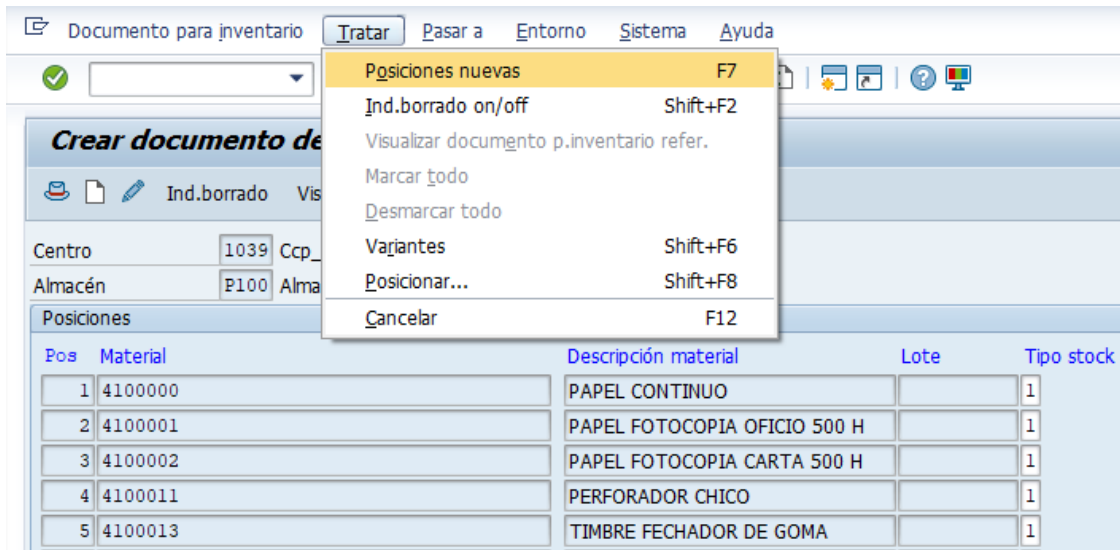 Documento para inventario Tratar Pasar a Entorno Sistema Ayuda
Posiciones nuevas F7
Ind.borrado on/off Shift+F2
Crear documento de
Visualizar documento p.inventario refer.
Marcar todo
Ind.borrado Vis
Desmarcar todo
Centro 1039 Ccp_
Variantes Shift+F6
Almacén P100 Alma
Posicionar... Shift+F8
Posiciones
Cancelar F12
Pos Material Descripción material Lote Tipo stock
1 4100000 PAPEL CONTINUO 1
2 4100001 PAPEL FOTOCOPIA OFICIO 500 H 1
3 4100002 PAPEL FOTOCOPIA CARTA 500 H 1
4 4100011 PERFORADOR CHICO 1
5 4100013 TIMBRE FECHADOR DE GOMA 1